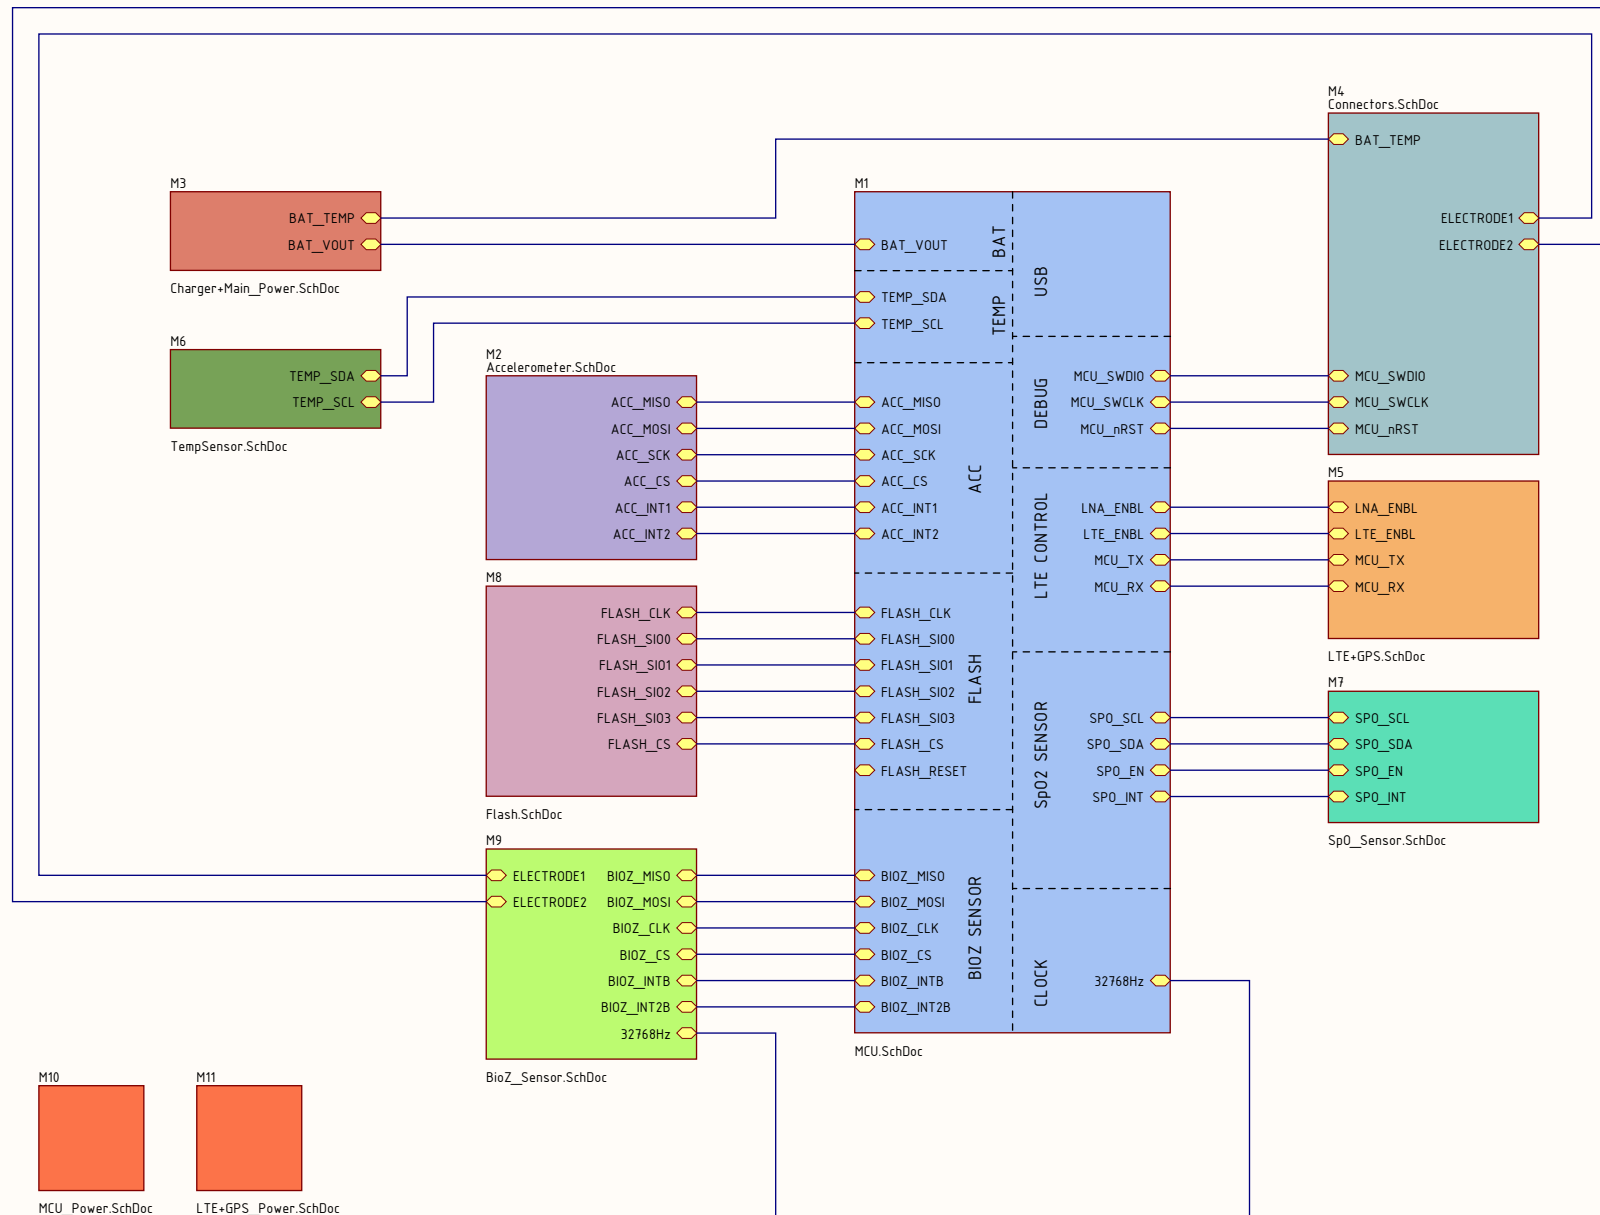 M4
Connectors.SchDoc
BAT_TEMP
ELECTRODE1
ELECTRODE2
MCU_SWDIO
MCU_SWCLK
MCU_nRST
M3
BAT_TEMP
BAT_VOUT
Charger+Main_Power.SchDoc
M6
TEMP_SDA
TEMP_SCL
TempSensor.SchDoc
M2
Accelerometer.SchDoc
ACC_MISO
ACC_MOSI
ACC_SCK
ACC_CS
ACC_INT1
ACC_INT2
M8
FLASH_CLK
FLASH_SIO0
FLASH_SIO1
FLASH_SIO2
FLASH_SIO3
FLASH_CS
Flash.SchDoc
M9
ELECTRODE1 BIOZ_MISO
ELECTRODE2 BIOZ_MOSI
BIOZ_CLK
BIOZ_CS
BIOZ_INTB
BIOZ_INT2B
32768Hz
BioZ_Sensor.SchDoc
M1
BAT_VOUT
BAT
TEMP_SDA
TEMP_SCL
TEMP
ACC_MISO
ACC_MOSI
ACC_SCK
ACC_CS
ACC_INT1
ACC_INT2
ACC
FLASH_CLK
FLASH_SIO0
FLASH_SIO1
FLASH_SIO2
FLASH_SIO3
FLASH_CS
FLASH_RESET
FLASH
BIOZ_MISO
BIOZ_MOSI
BIOZ_CLK
BIOZ_CS
BIOZ_INTB
BIOZ_INT2B
BIOZ SENSOR
USB
DEBUG
MCU_SWDIO
MCU_SWCLK
MCU_nRST
LTE CONTROL
LNA_ENBL
LTE_ENBL
MCU_TX
MCU_RX
SpO2 SENSOR
SPO_SCL
SPO_SDA
SPO_EN
SPO_INT
CLOCK
32768Hz
MCU.SchDoc
M5
LNA_ENBL
LTE_ENBL
MCU_TX
MCU_RX
LTE+GPS.SchDoc
M7
SPO_SCL
SPO_SDA
SPO_EN
SPO_INT
SpO_Sensor.SchDoc
M10
MCU_Power.SchDoc
M11
LTE+GPS_Power.SchDoc